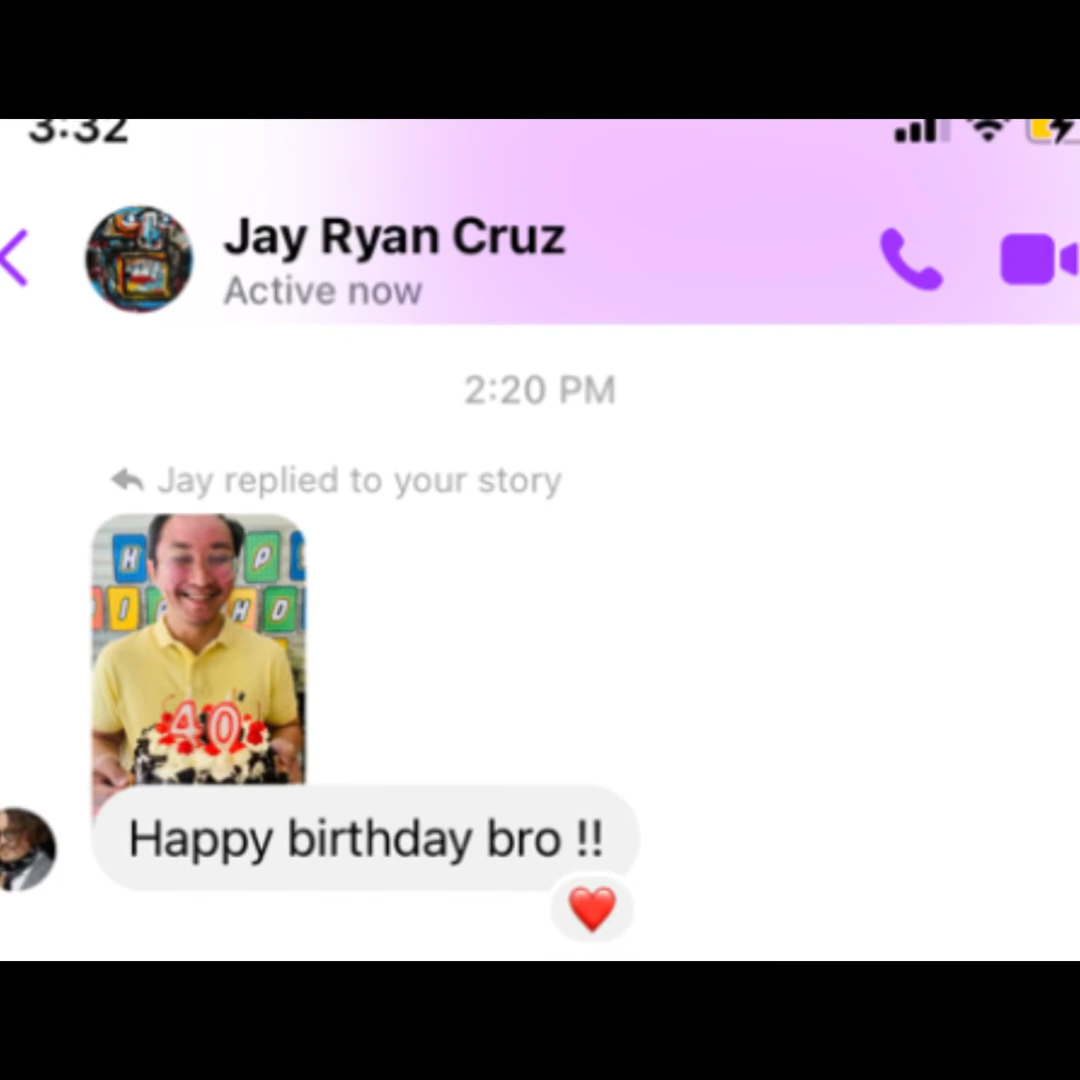 3:32
Jay Ryan Cruz
Active now
2:20 PM
Jay replied to your story
H P
I H D
40
Happy birthday bro !!